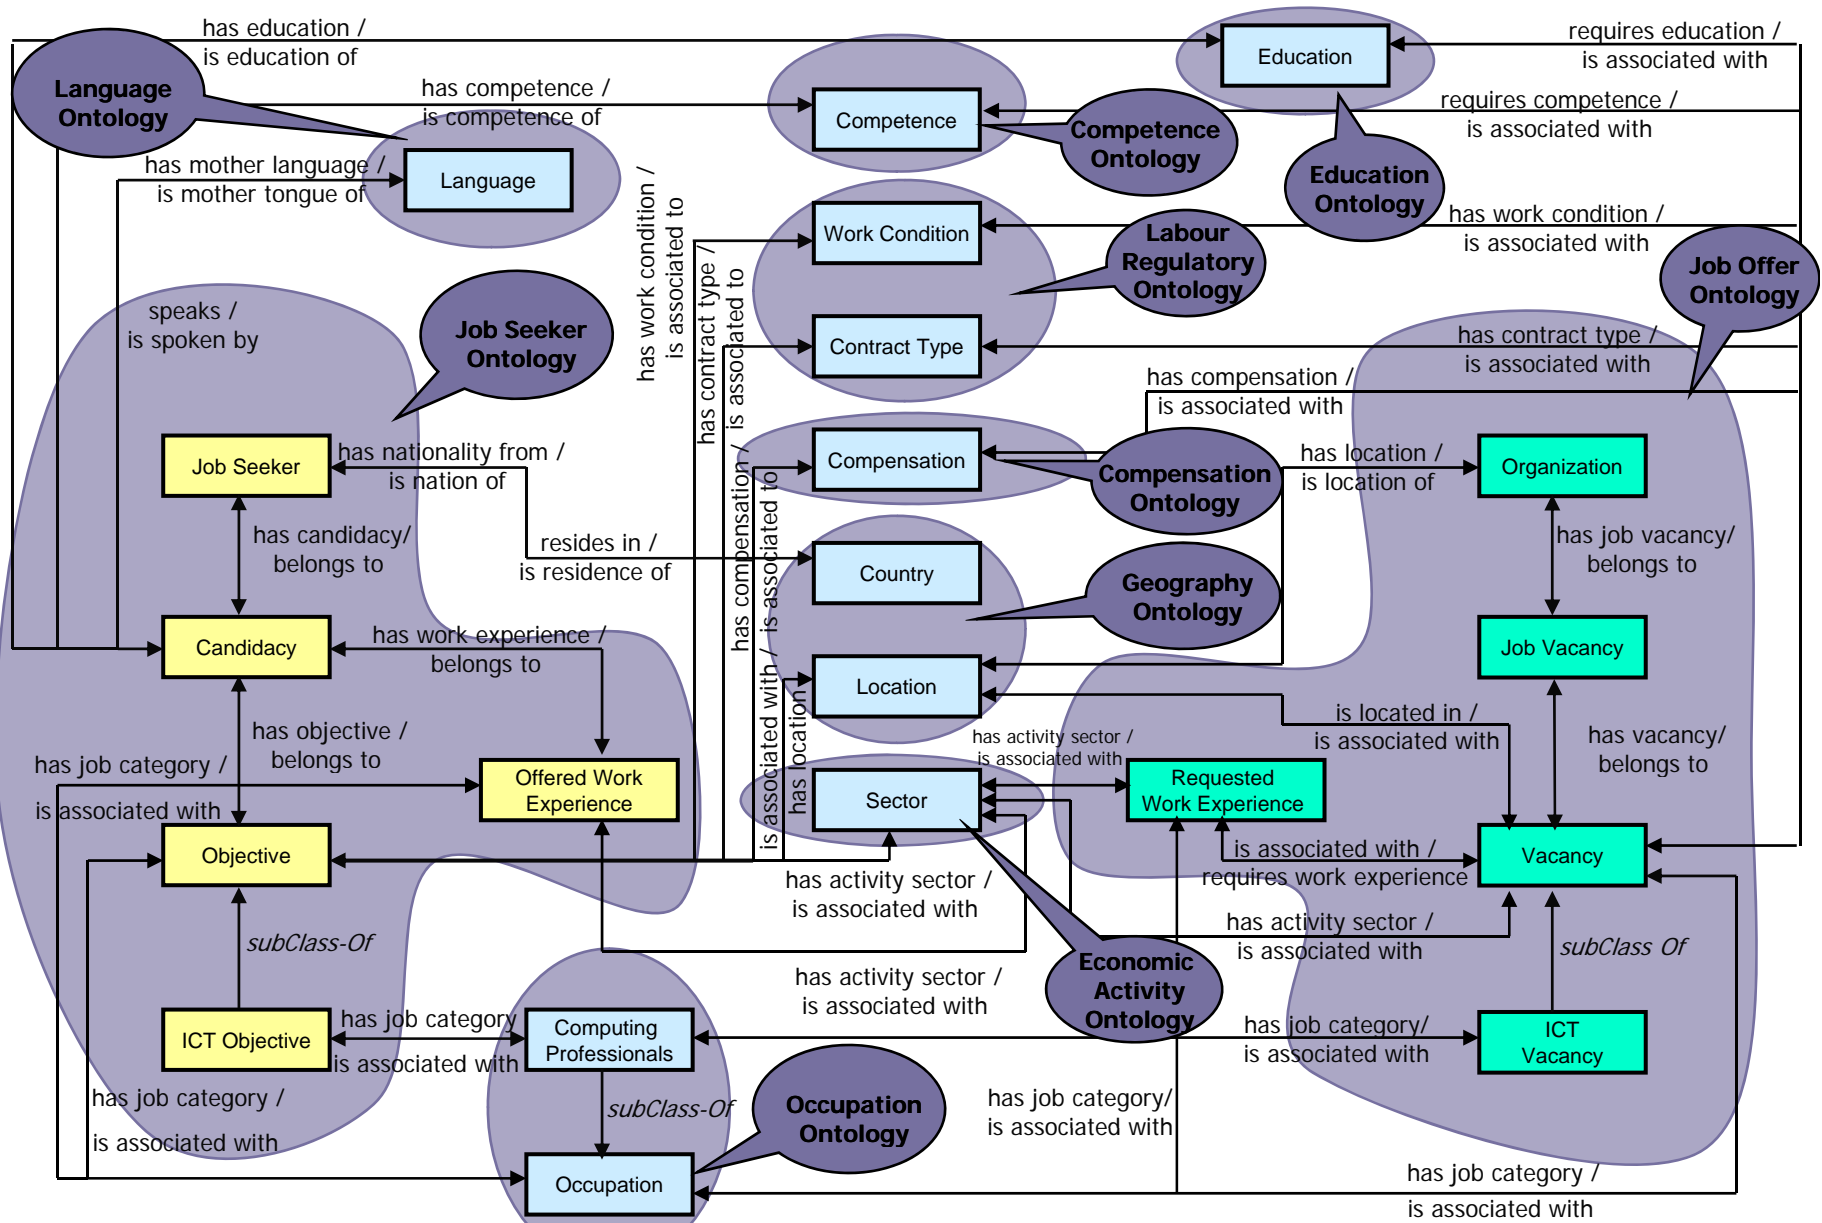 has education /
is education of
Education
requires education /
is associated with
Language
Ontology
has competence /
is competence of
Competence
Competence
Ontology
requires competence /
is associated with
has mother language /
is mother tongue of
Language
Education
Ontology
has work condition /
is associated to
Work Condition
Labour
Regulatory
Ontology
has work condition /
is associated with
Job Offer
Ontology
speaks /
is spoken by
Job Seeker
Ontology
has contract type /
is associated to
Contract Type
has contract type /
is associated with
has compensation /
is associated with
Job Seeker
has nationality from /
is nation of
has compensation /
is associated to
Compensation
Compensation
Ontology
has location /
is location of
Organization
has candidacy/
belongs to
resides in /
is residence of
Country
Geography
Ontology
has job vacancy/
belongs to
Candidacy
has work experience /
belongs to
is associated with /
has location
Location
Job Vacancy
has objective /
belongs to
is located in /
is associated with
has vacancy/
belongs to
has job category /
is associated with
Offered Work
Experience
Sector
has activity sector /
is associated with
Requested
Work Experience
Objective
has activity sector /
is associated with
is associated with /
requires work experience
Vacancy
subClass-Of
has activity sector /
is associated with
has activity sector /
is associated with
subClass Of
Economic
Activity
Ontology
ICT Objective
has job category
is associated with
Computing
Professionals
has job category/
is associated with
ICT
Vacancy
has job category /
is associated with
subClass-Of
Occupation
Ontology
has job category/
is associated with
Occupation
has job category /
is associated with